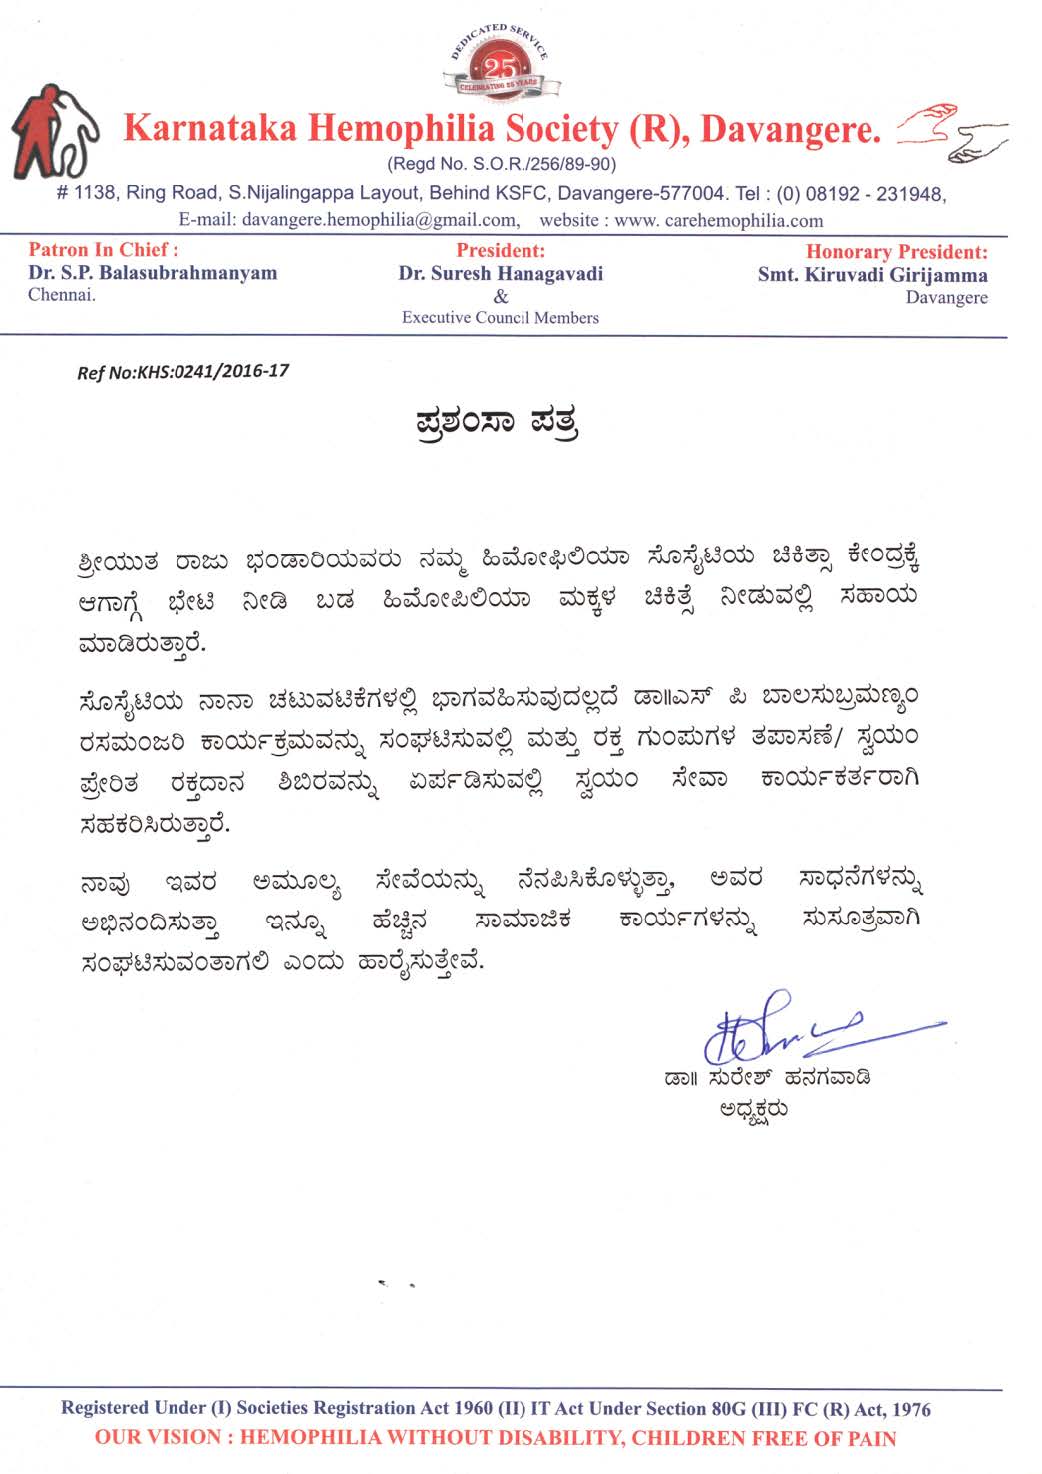 DEDICATED SERVICE
25
CELEBRATING 25 YEARS
Karnataka Hemophilia Society (R), Davangere.
(Regd No. S.O.R./256/89-90)
# 1138, Ring Road, S.Nijalingappa Layout, Behind KSFC, Davangere-577004. Tel : (0) 08192 - 231948,
E-mail: davangere.hemophilia@gmail.com, website : www. carehemophilia.com
Patron In Chief : President: Honorary President:
Dr. S.P. Balasubrahmanyam Dr. Suresh Hanagavadi Smt. Kiruvadi Girijamma
Chennai. & Davangere
Executive Council Members
Ref No:KHS:0241/2016-17
ಪ್ರಶಂಸಾ ಪತ್ರ
ಶ್ರೀಯುತ ರಾಜು ಭಂಡಾರಿಯವರು ನಮ್ಮ ಹಿಮೋಫಿಲಿಯಾ ಸೊಸೈಟಿಯ ಚಿಕಿತ್ಸಾ ಕೇಂದ್ರಕ್ಕೆ
ಆಗಾಗ್ಗೆ ಭೇಟಿ ನೀಡಿ ಬಡ ಹಿಮೋಪಿಲಿಯಾ ಮಕ್ಕಳ ಚಿಕಿತ್ಸೆ ನೀಡುವಲ್ಲಿ ಸಹಾಯ
ಮಾಡಿರುತ್ತಾರೆ.
ಸೊಸೈಟಿಯ ನಾನಾ ಚಟುವಟಿಕೆಗಳಲ್ಲಿ ಭಾಗವಹಿಸುವುದಲ್ಲದೆ ಡಾ॥ಎಸ್ ಪಿ ಬಾಲಸುಬ್ರಮಣ್ಯಂ
ರಸಮಂಜರಿ ಕಾರ್ಯಕ್ರಮವನ್ನು ಸಂಘಟಿಸುವಲ್ಲಿ ಮತ್ತು ರಕ್ತ ಗುಂಪುಗಳ ತಪಾಸಣೆ/ ಸ್ವಯಂ
ಪ್ರೇರಿತ ರಕ್ತದಾನ ಶಿಬಿರವನ್ನು ಏರ್ಪಡಿಸುವಲ್ಲಿ ಸ್ವಯಂ ಸೇವಾ ಕಾರ್ಯಕರ್ತರಾಗಿ
ಸಹಕರಿಸಿರುತ್ತಾರೆ.
ನಾವು ಇವರ ಅಮೂಲ್ಯ ಸೇವೆಯನ್ನು ನೆನಪಿಸಿಕೊಳ್ಳುತ್ತಾ, ಅವರ ಸಾಧನೆಗಳನ್ನು
ಅಭಿನಂದಿಸುತ್ತಾ ಇನ್ನೂ ಹೆಚ್ಚಿನ ಸಾಮಾಜಿಕ ಕಾರ್ಯಗಳನ್ನು ಸುಸೂತ್ರವಾಗಿ
ಸಂಘಟಿಸುವಂತಾಗಲಿ ಎಂದು ಹಾರೈಸುತ್ತೇವೆ.
ಡಾ॥ ಸುರೇಶ್ ಹನಗವಾಡಿ
ಅಧ್ಯಕ್ಷರು
Registered Under (I) Societies Registration Act 1960 (II) IT Act Under Section 80G (III) FC (R) Act, 1976
OUR VISION : HEMOPHILIA WITHOUT DISABILITY, CHILDREN FREE OF PAIN